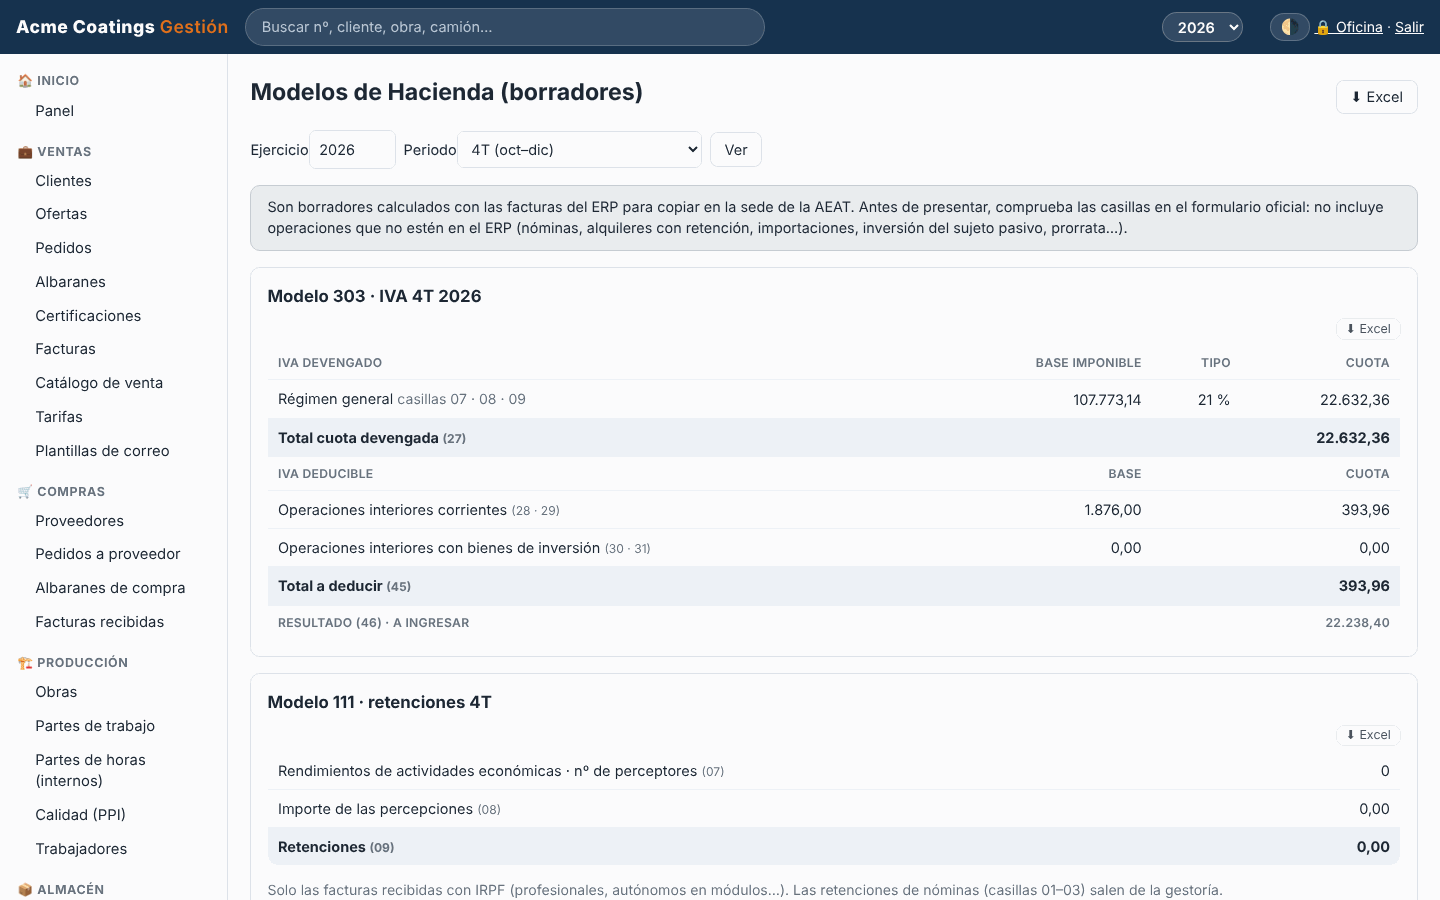 Acme Coatings Gestión
Buscar nº, cliente, obra, camión...
2026
🔒 Oficina · Salir
🏠 INICIO
Panel
💼 VENTAS
Clientes
Ofertas
Pedidos
Albaranes
Certificaciones
Facturas
Catálogo de venta
Tarifas
Plantillas de correo
🛒 COMPRAS
Proveedores
Pedidos a proveedor
Albaranes de compra
Facturas recibidas
🏗️ PRODUCCIÓN
Obras
Partes de trabajo
Partes de horas
(internos)
Calidad (PPI)
Trabajadores
📦 ALMACÉN
Modelos de Hacienda (borradores)
⬇ Excel
Ejercicio 2026 Periodo 4T (oct–dic) Ver
Son borradores calculados con las facturas del ERP para copiar en la sede de la AEAT. Antes de presentar, comprueba las casillas en el formulario oficial: no incluye
operaciones que no estén en el ERP (nóminas, alquileres con retención, importaciones, inversión del sujeto pasivo, prorrata...).
Modelo 303 · IVA 4T 2026
⬇ Excel
IVA DEVENGADO BASE IMPONIBLE TIPO CUOTA
Régimen general casillas 07 · 08 · 09 107.773,14 21 % 22.632,36
Total cuota devengada (27) 22.632,36
IVA DEDUCIBLE BASE CUOTA
Operaciones interiores corrientes (28 · 29) 1.876,00 393,96
Operaciones interiores con bienes de inversión (30 · 31) 0,00 0,00
Total a deducir (45) 393,96
RESULTADO (46) · A INGRESAR 22.238,40
Modelo 111 · retenciones 4T
⬇ Excel
Rendimientos de actividades económicas · nº de perceptores (07) 0
Importe de las percepciones (08) 0,00
Retenciones (09) 0,00
Solo las facturas recibidas con IRPF (profesionales, autónomos en módulos...). Las retenciones de nóminas (casillas 01–03) salen de la gestoría.